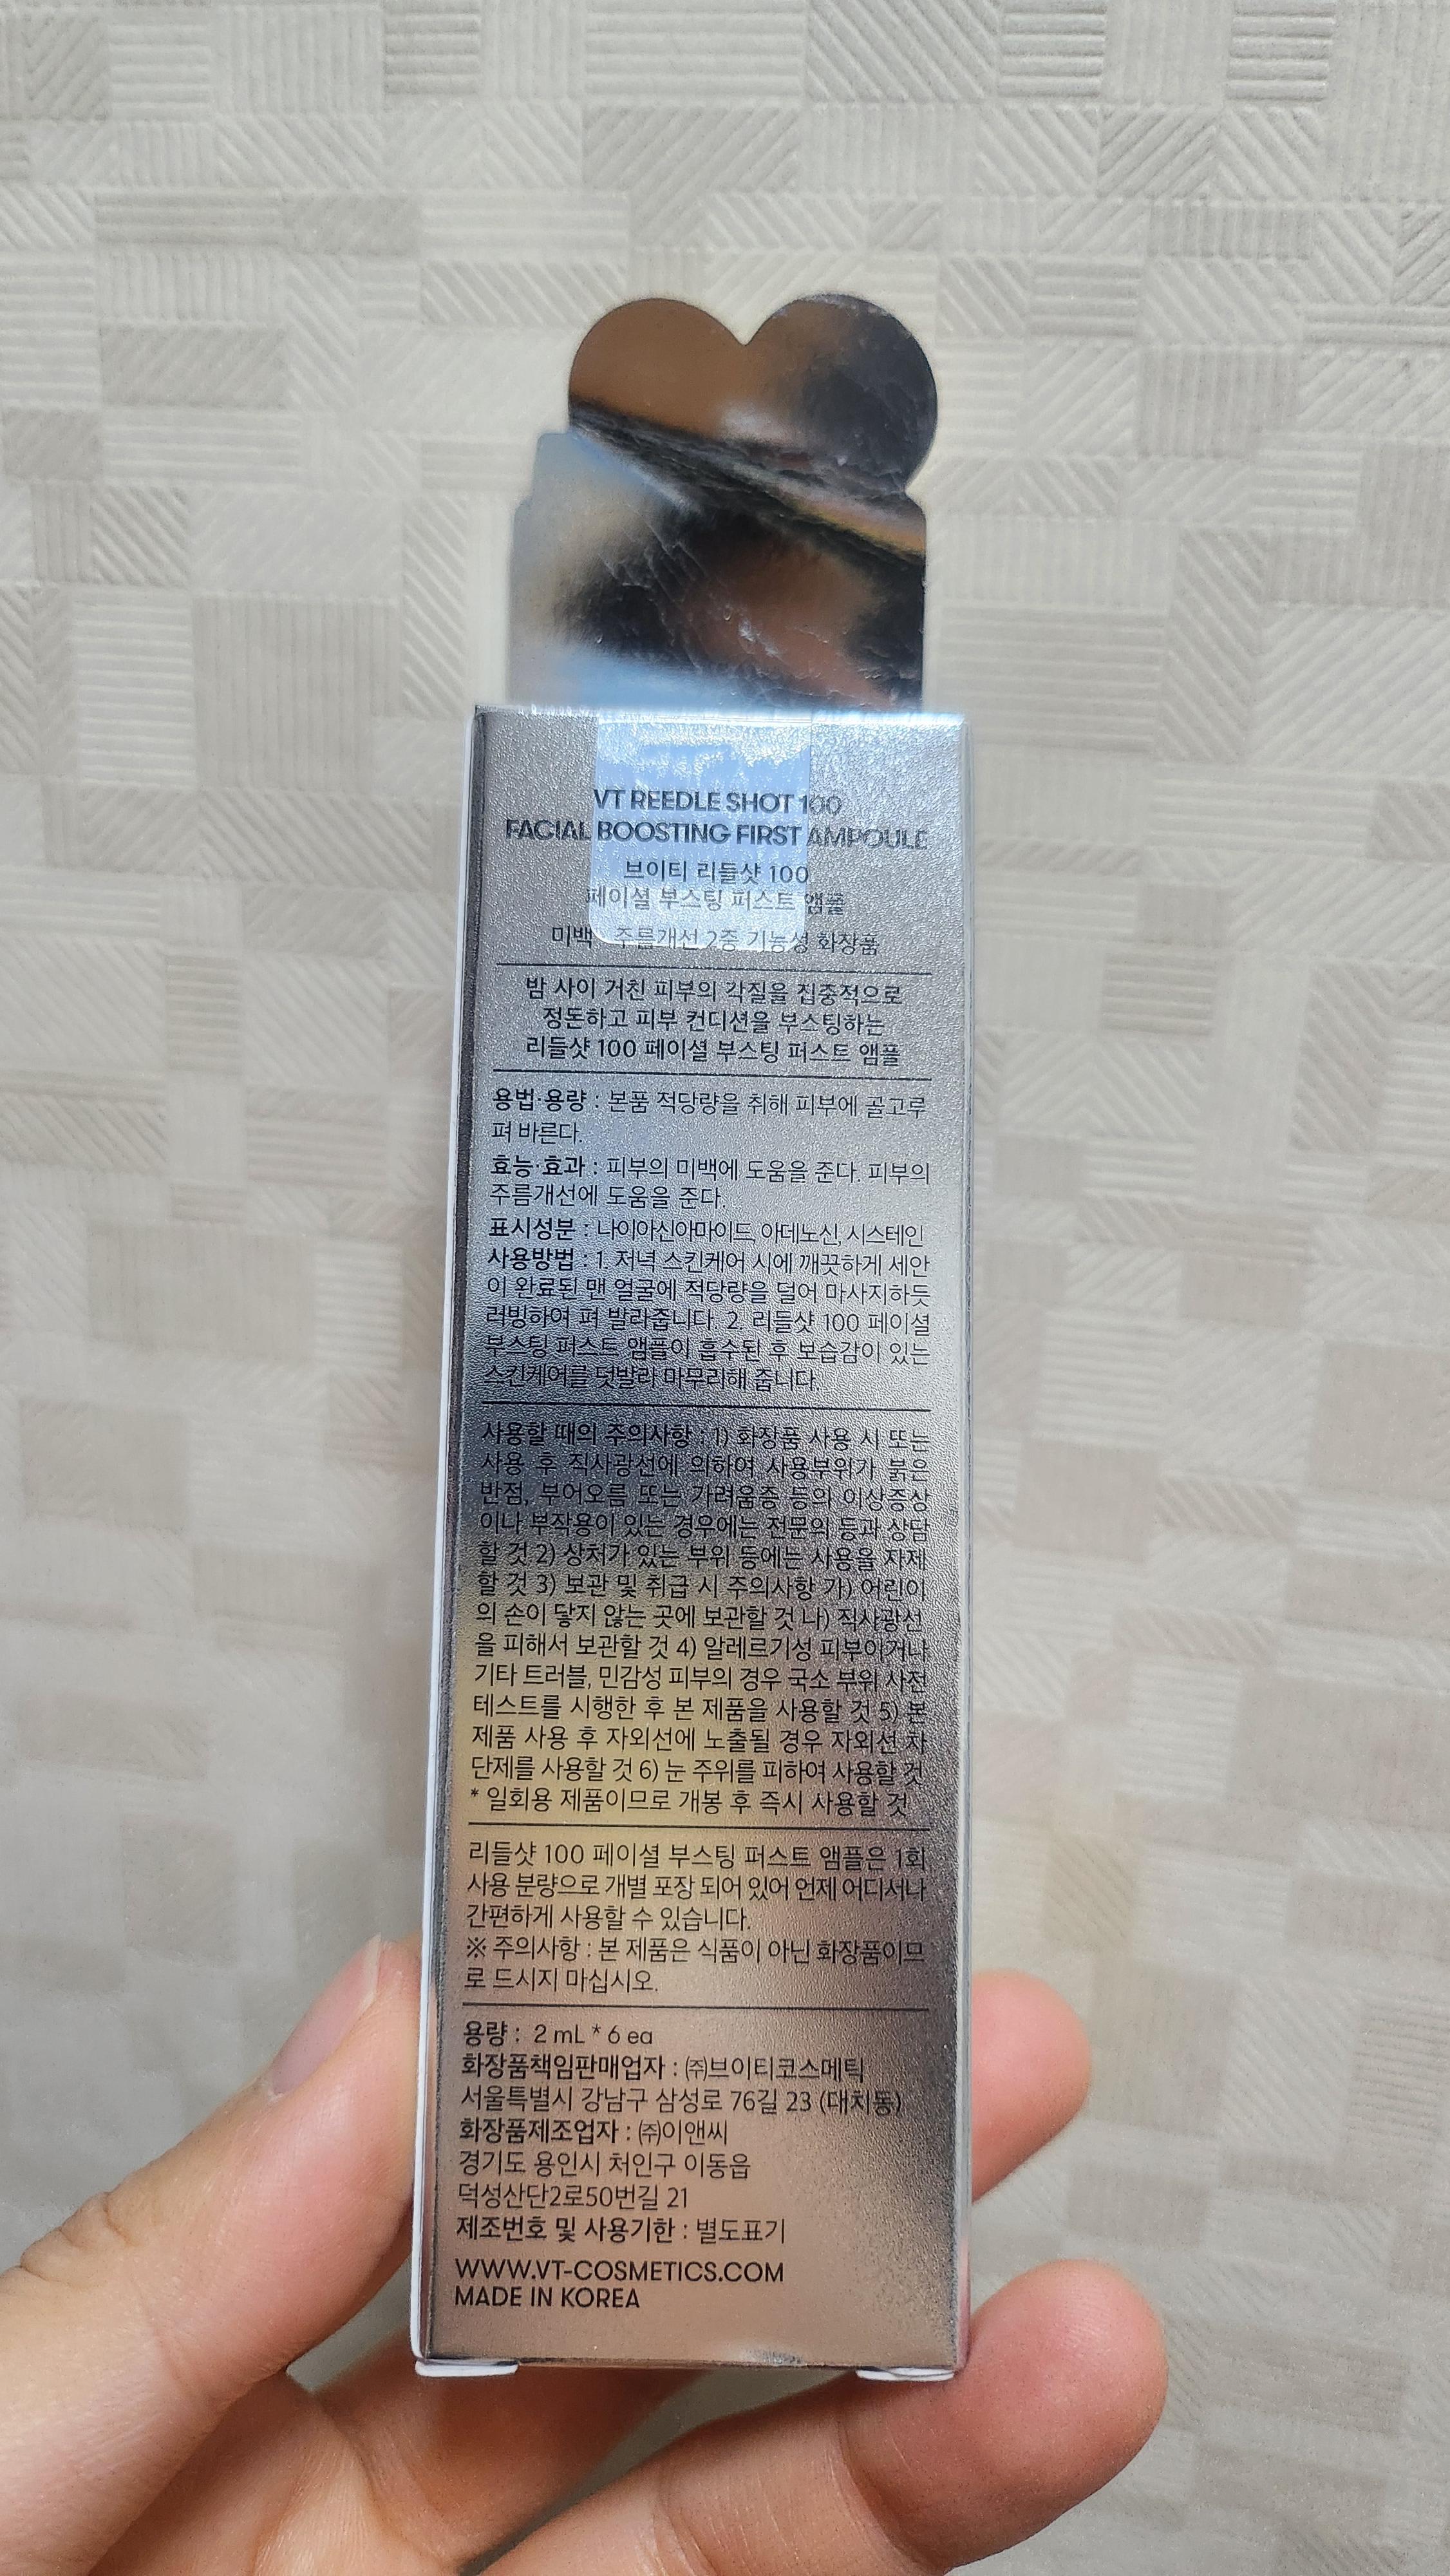 VT REEDLE SHOT 100
FACIAL BOOSTING FIRST AMPOULE
브이티 리들샷 100
페이셜 부스팅 퍼스트 앰플
미백 · 주름개선 2중 기능성 화장품
밤 사이 거친 피부의 각질을 집중적으로
정돈하고 피부 컨디션을 부스팅하는
리들샷 100 페이셜 부스팅 퍼스트 앰플
용법·용량 : 본품 적당량을 취해 피부에 골고루
펴 바른다.
효능·효과 : 피부의 미백에 도움을 준다. 피부의
주름개선에 도움을 준다.
표시성분 : 나이아신아마이드, 아데노신, 시스테인
사용방법 : 1. 저녁 스킨케어 시에 깨끗하게 세안
이 완료된 맨 얼굴에 적당량을 덜어 마사지하듯
러빙하여 펴 발라줍니다. 2. 리들샷 100 페이셜
부스팅 퍼스트 앰플이 흡수된 후 보습감이 있는
스킨케어를 덧발라 마무리해 줍니다.
사용할 때의 주의사항 : 1) 화장품 사용 시 또는
사용 후 직사광선에 의하여 사용부위가 붉은
반점, 부어오름 또는 가려움증 등의 이상증상
이나 부작용이 있는 경우에는 전문의 등과 상담
할 것 2) 상처가 있는 부위 등에는 사용을 자제
할 것 3) 보관 및 취급 시 주의사항 가) 어린이
의 손이 닿지 않는 곳에 보관할 것 나) 직사광선
을 피해서 보관할 것 4) 알레르기성 피부이거나
기타 트러블, 민감성 피부의 경우 국소 부위 사전
테스트를 시행한 후 본 제품을 사용할 것 5) 본
제품 사용 후 자외선에 노출될 경우 자외선 차
단제를 사용할 것 6) 눈 주위를 피하여 사용할 것
* 일회용 제품이므로 개봉 후 즉시 사용할 것
리들샷 100 페이셜 부스팅 퍼스트 앰플은 1회
사용 분량으로 개별 포장 되어 있어 언제 어디서나
간편하게 사용할 수 있습니다.
※ 주의사항 : 본 제품은 식품이 아닌 화장품이므
로 드시지 마십시오.
용량 : 2 mL * 6 ea
화장품책임판매업자 : ㈜브이티코스메틱
서울특별시 강남구 삼성로 76길 23 (대치동)
화장품제조업자 : ㈜이앤씨
경기도 용인시 처인구 이동읍
덕성산단2로50번길 21
제조번호 및 사용기한 : 별도표기
WWW.VT-COSMETICS.COM
MADE IN KOREA